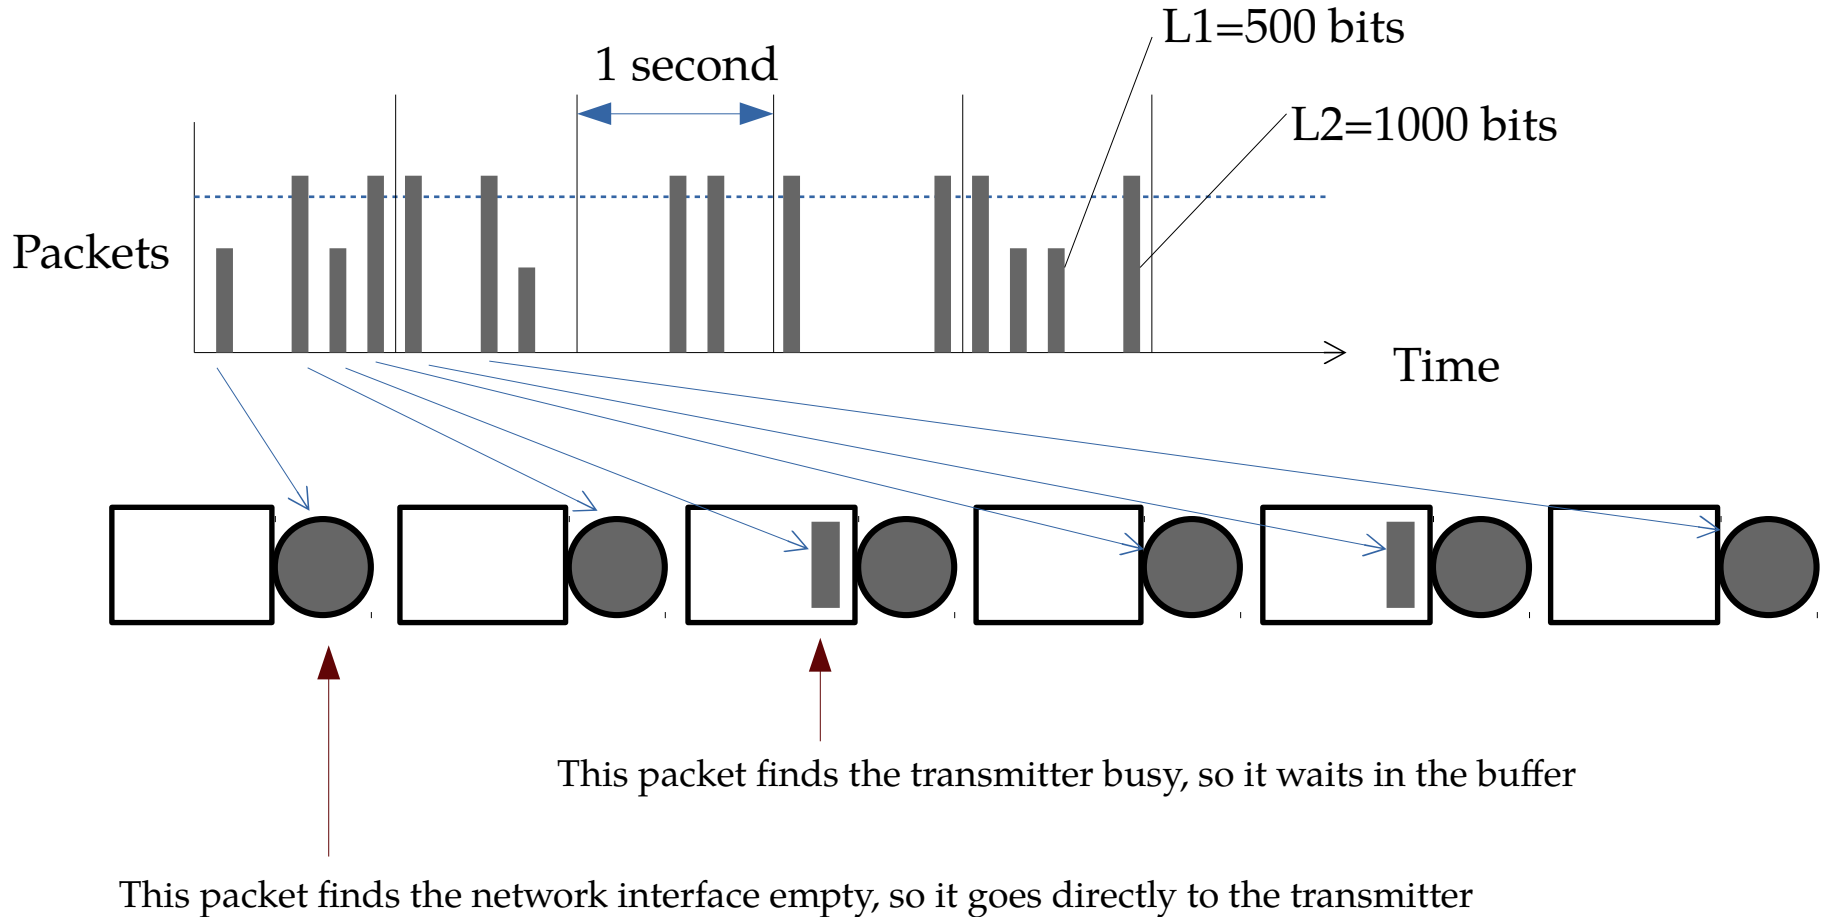 L1=500 bits
1 second
L2=1000 bits
Packets
Time
This packet finds the transmitter busy, so it waits in the buffer
This packet finds the network interface empty, so it goes directly to the transmitter